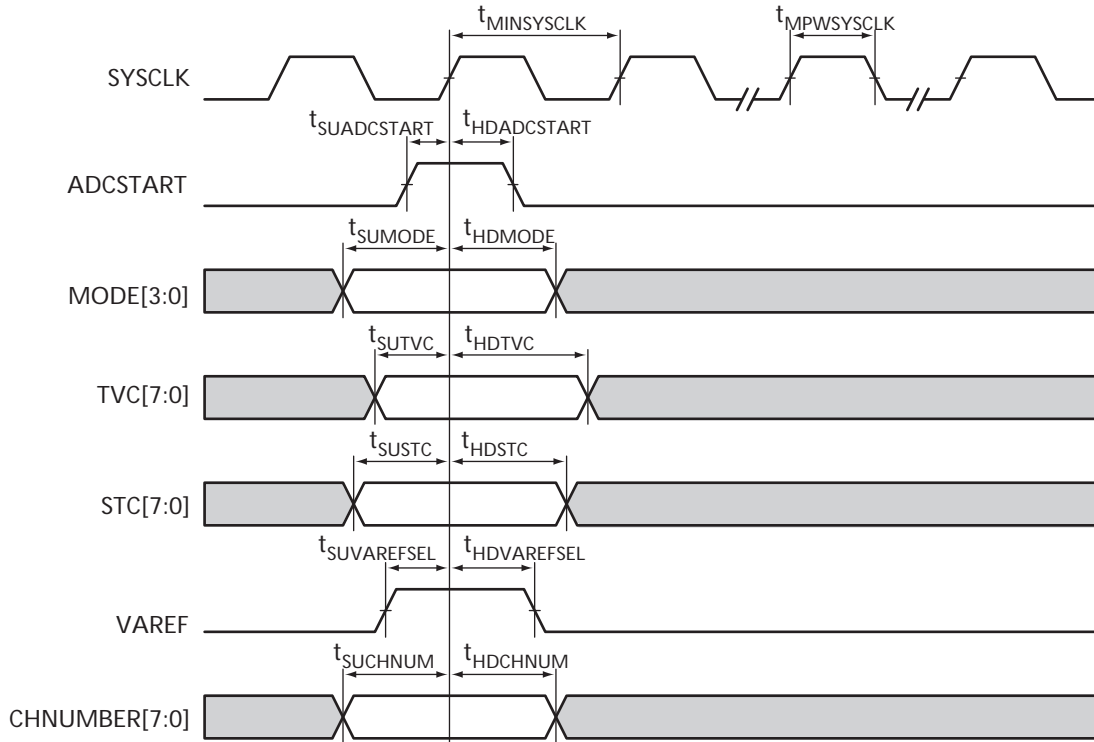 tMINSYSCLK tMPWSYSCLK
SYSCLK
tSUADCSTART tHDADCSTART
ADCSTART
tSUMODE tHDMODE
MODE[3:0]
tSUTVC tHDTVC
TVC[7:0]
tSUSTC tHDSTC
STC[7:0]
tSUVAREFSEL tHDVAREFSEL
VAREF
tSUCHNUM tHDCHNUM
CHNUMBER[7:0]